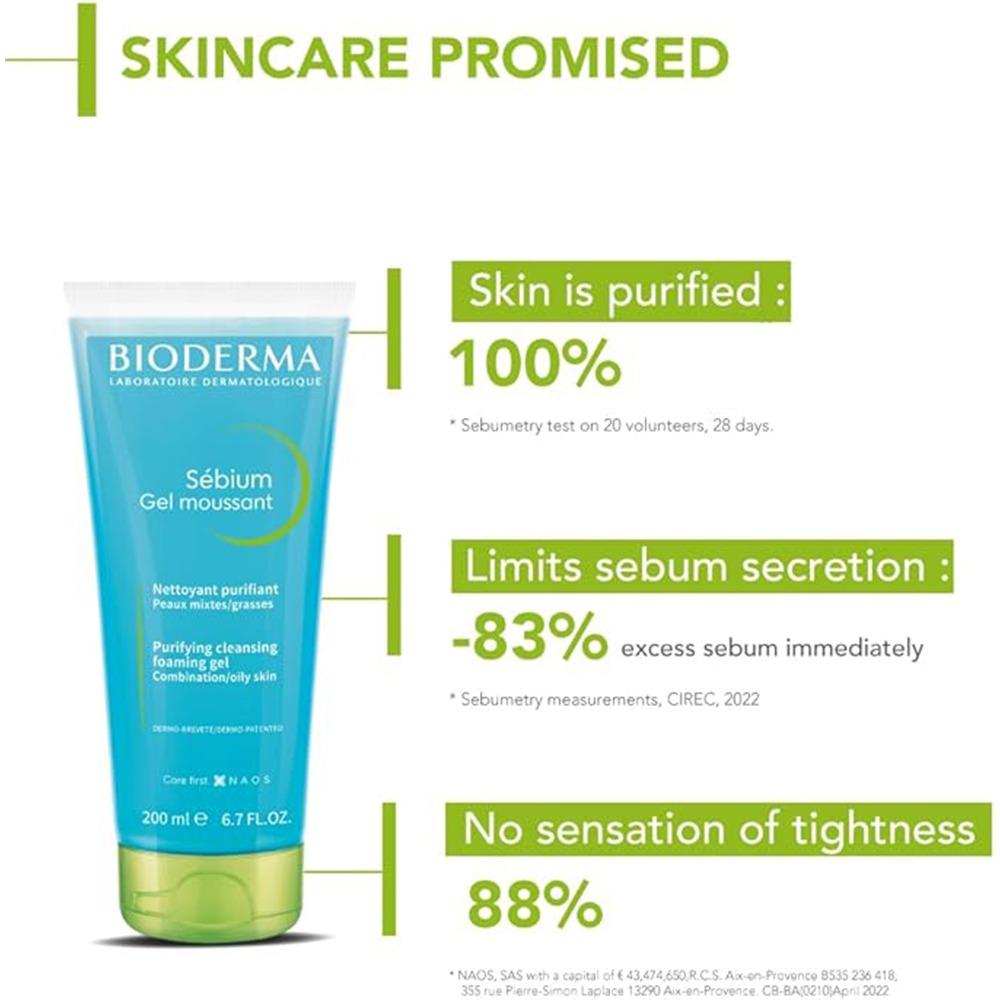 SKINCARE PROMISED
BIODERMA
LABORATOIRE DERMATOLOGIQUE
Sébium
Gel moussant
Nettoyant purifiant
Peaux mixtes/grasses
Purifying cleansing
foaming gel
Combination/oily skin
DERMO-BREVETÉ/DERMO-PATENTED
Care first. NAOS
200 ml e 6.7 FL.OZ.
Skin is purified :
100%
* Sebumetry test on 20 volunteers, 28 days.
Limits sebum secretion :
-83% excess sebum immediately
* Sebumetry measurements, CIREC, 2022
No sensation of tightness
88%
* NAOS, SAS with a capital of € 43,474,650,R.C.S. Aix-en-Provence B535 236 418,
355 rue Pierre-Simon Laplace 13290 Aix-en-Provence. CB-BA(0210)April 2022